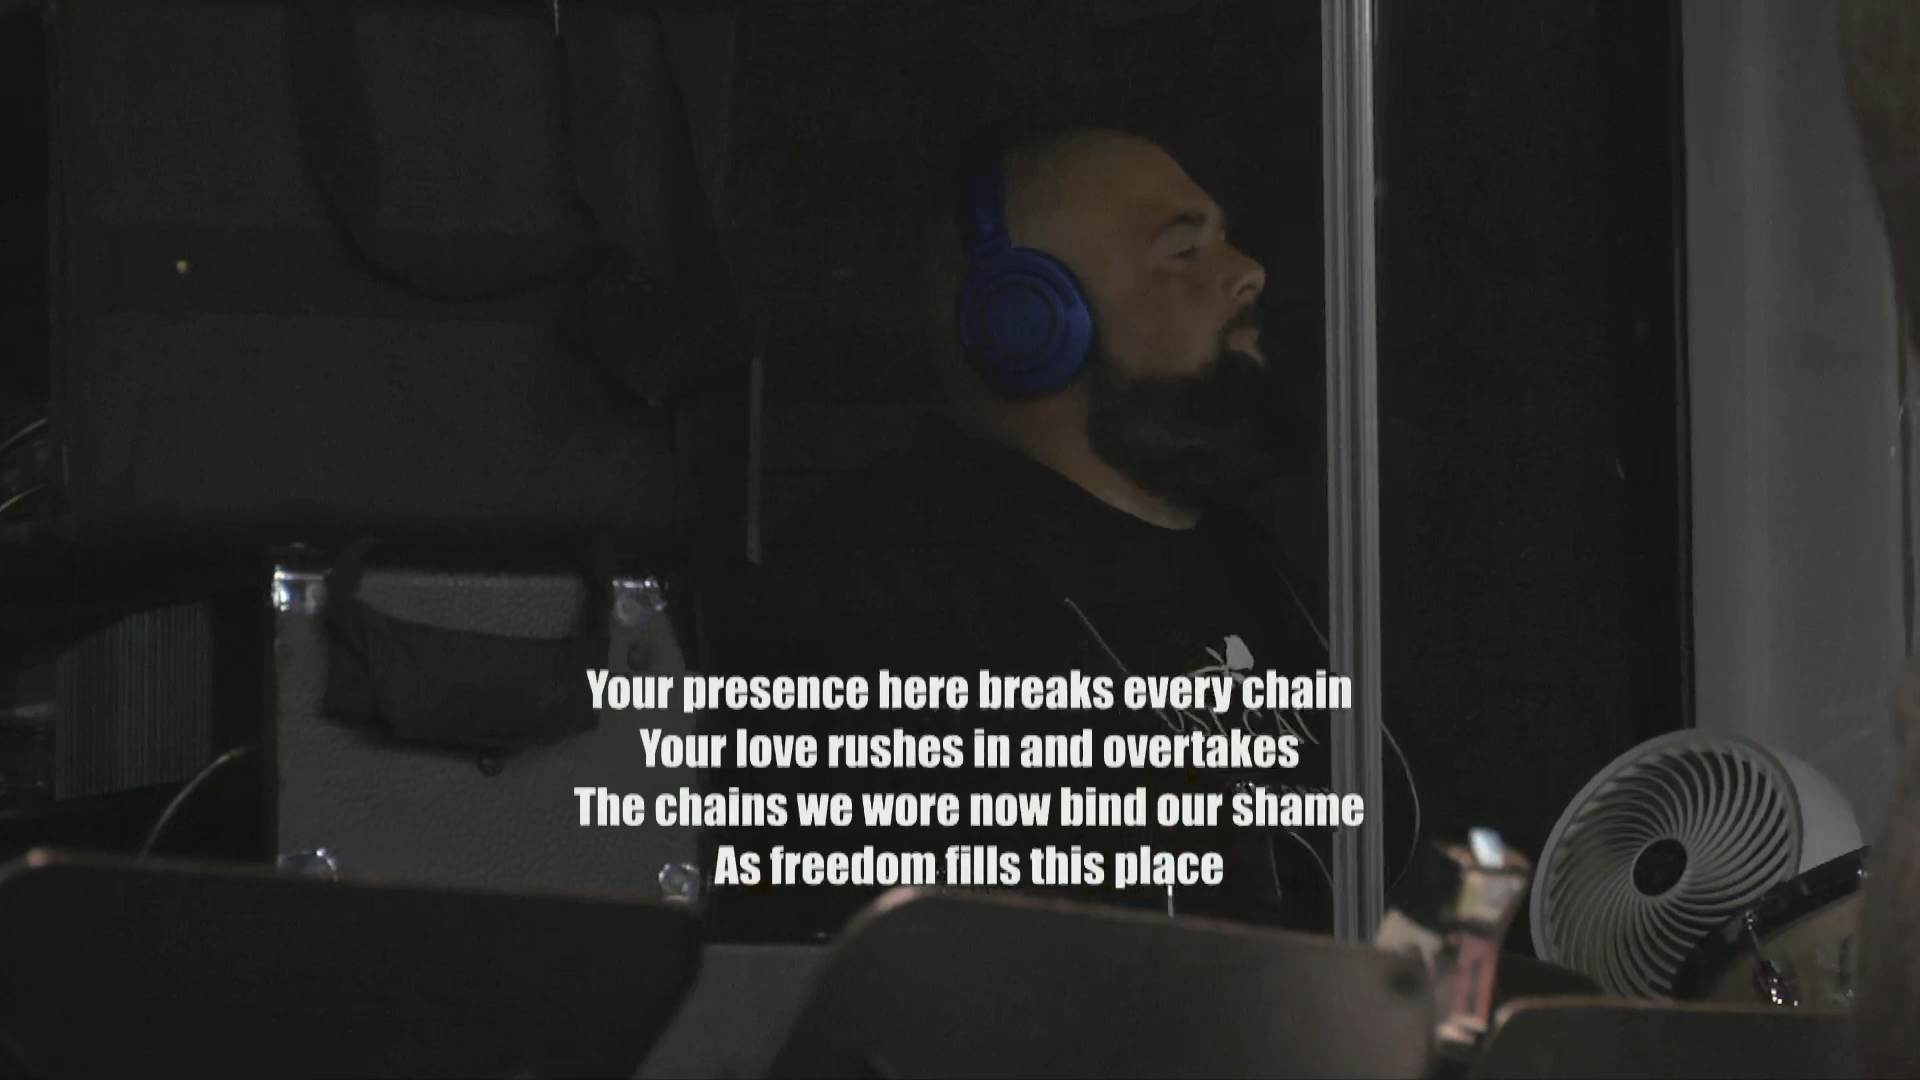 Your presence here breaks every chain
Your love rushes in and overtakes
The chains we wore now bind our shame
As freedom fills this place